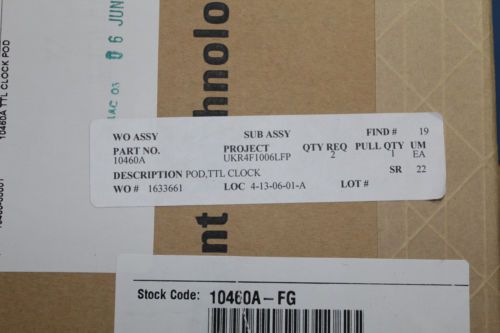 10460A TTL CLOCK POD
06 JUN
nt Technolo
WO ASSY SUB ASSY FIND # 19
PART NO. PROJECT QTY REQ PULL QTY UM
10460A UKR4F1006LFP 2 1 EA
DESCRIPTION POD,TTL CLOCK SR 22
WO # 1633661 LOC 4-13-06-01-A LOT #
Stock Code: 10460A-FG